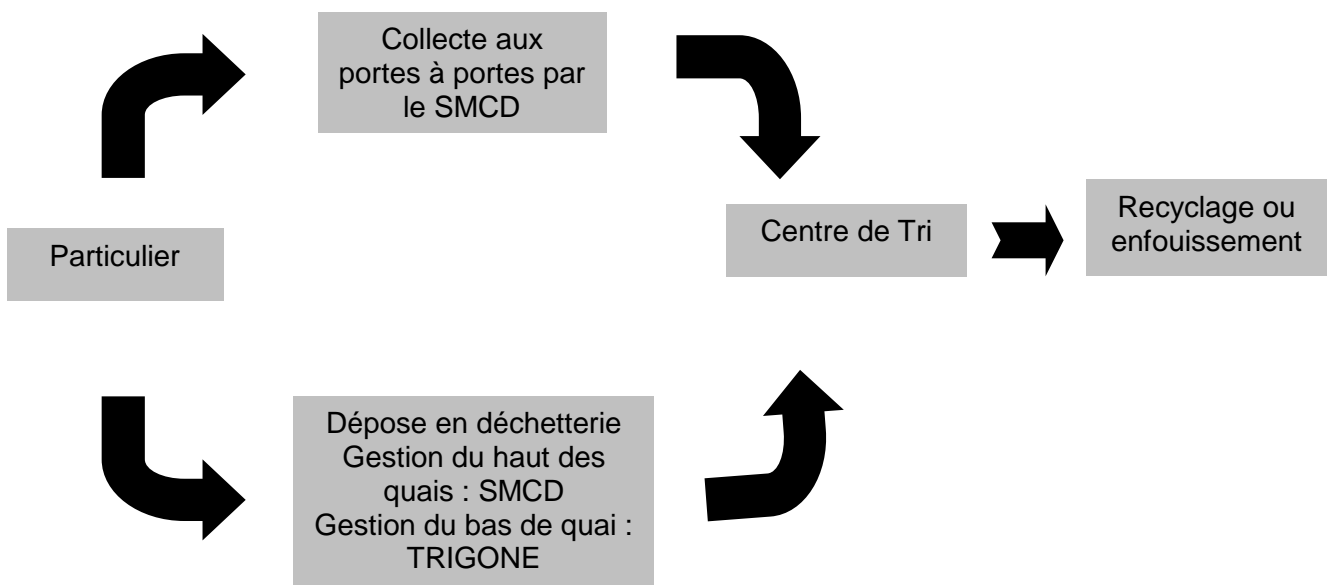 Collecte aux
portes à portes par
le SMCD
Particulier
Centre de Tri
Recyclage ou
enfouissement
Dépose en déchetterie
Gestion du haut des
quais : SMCD
Gestion du bas de quai :
TRIGONE